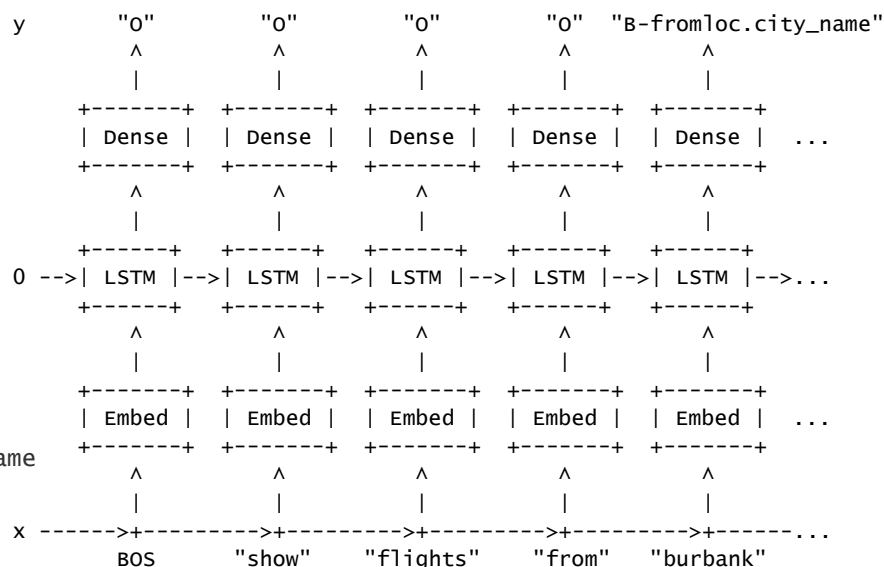 y "O" "O" "O" "O" "B-fromloc.city_name"
^ ^ ^ ^ ^
| | | | |
+-------+ +-------+ +-------+ +-------+ +-------+
| Dense | | Dense | | Dense | | Dense | | Dense | ...
+-------+ +-------+ +-------+ +-------+ +-------+
^ ^ ^ ^ ^
| | | | |
+------+ +------+ +------+ +------+ +------+
0 -->| LSTM |-->| LSTM |-->| LSTM |-->| LSTM |-->| LSTM |-->...
+------+ +------+ +------+ +------+ +------+
^ ^ ^ ^ ^
| | | | |
+-------+ +-------+ +-------+ +-------+ +-------+
| Embed | | Embed | | Embed | | Embed | | Embed | ...
+-------+ +-------+ +-------+ +-------+ +-------+
ame
^ ^ ^ ^ ^
| | | | |
x ------>+--------->+--------->+--------->+--------->+------...
BOS "show" "flights" "from" "burbank"